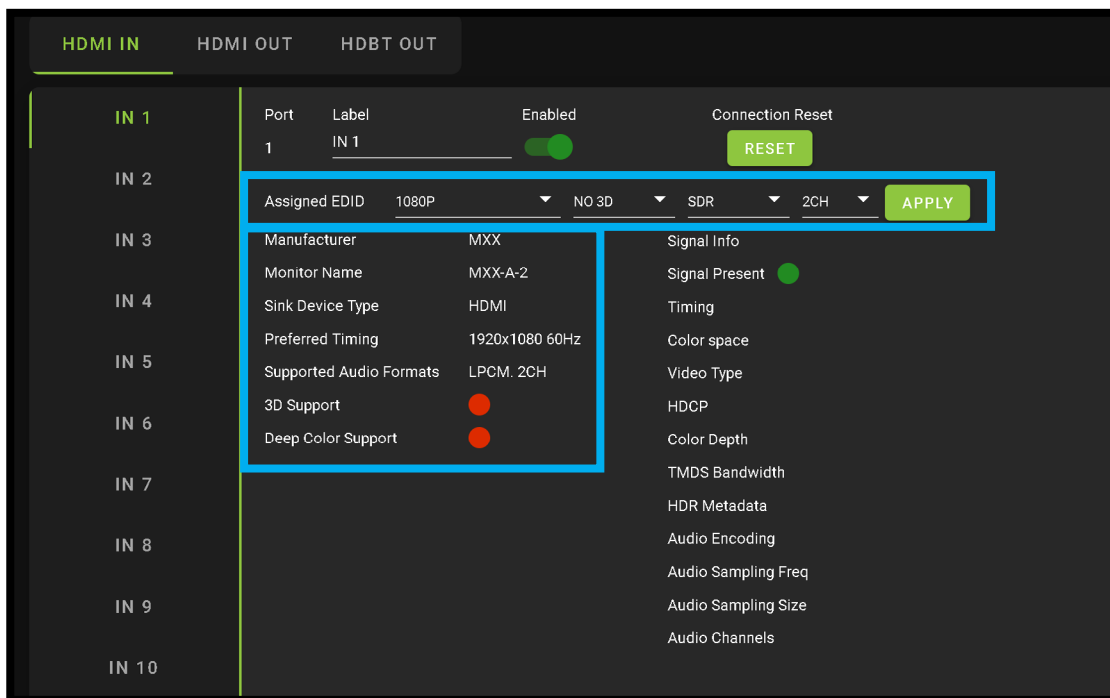 HDMI IN HDMI OUT HDBT OUT
IN 1
IN 2
IN 3
IN 4
IN 5
IN 6
IN 7
IN 8
IN 9
IN 10
Port Label Enabled Connection Reset
1 IN 1 RESET
Assigned EDID 1080P NO 3D SDR 2CH APPLY
Manufacturer MXX
Monitor Name MXX-A-2
Sink Device Type HDMI
Preferred Timing 1920x1080 60Hz
Supported Audio Formats LPCM. 2CH
3D Support
Deep Color Support
Signal Info
Signal Present
Timing
Color space
Video Type
HDCP
Color Depth
TMDS Bandwidth
HDR Metadata
Audio Encoding
Audio Sampling Freq
Audio Sampling Size
Audio Channels